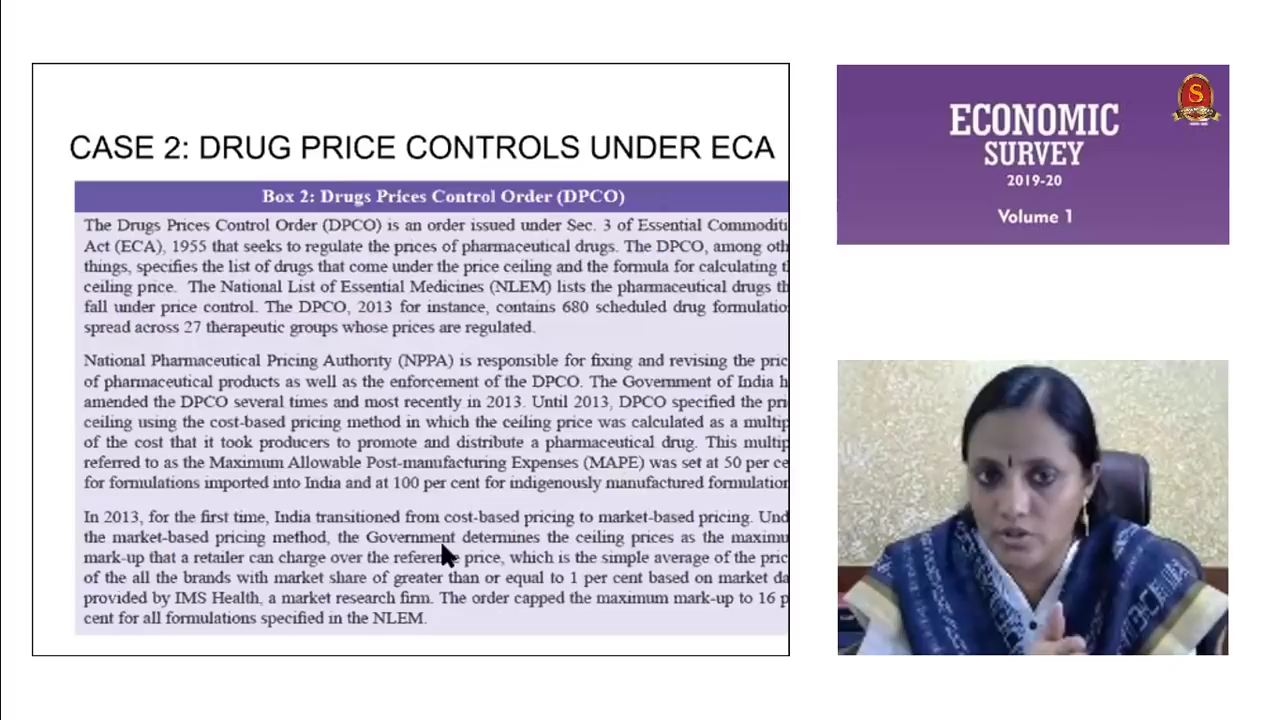 CASE 2: DRUG PRICE CONTROLS UNDER ECA
Box 2: Drugs Prices Control Order (DPCO)
The Drugs Prices Control Order (DPCO) is an order issued under Sec. 3 of Essential Commoditi
Act (ECA), 1955 that seeks to regulate the prices of pharmaceutical drugs. The DPCO, among oth
things, specifies the list of drugs that come under the price ceiling and the formula for calculating t
ceiling price. The National List of Essential Medicines (NLEM) lists the pharmaceutical drugs th
fall under price control. The DPCO, 2013 for instance, contains 680 scheduled drug formulatio
spread across 27 therapeutic groups whose prices are regulated.
National Pharmaceutical Pricing Authority (NPPA) is responsible for fixing and revising the pric
of pharmaceutical products as well as the enforcement of the DPCO. The Government of India h
amended the DPCO several times and most recently in 2013. Until 2013, DPCO specified the pri
ceiling using the cost-based pricing method in which the ceiling price was calculated as a multip
of the cost that it took producers to promote and distribute a pharmaceutical drug. This multip
referred to as the Maximum Allowable Post-manufacturing Expenses (MAPE) was set at 50 per ce
for formulations imported into India and at 100 per cent for indigenously manufactured formulation
In 2013, for the first time, India transitioned from cost-based pricing to market-based pricing. Und
the market-based pricing method, the Government determines the ceiling prices as the maximu
mark-up that a retailer can charge over the reference price, which is the simple average of the pric
of the all the brands with market share of greater than or equal to 1 per cent based on market da
provided by IMS Health, a market research firm. The order capped the maximum mark-up to 16 p
cent for all formulations specified in the NLEM.
ECONOMIC
SURVEY
2019-20
Volume 1
S